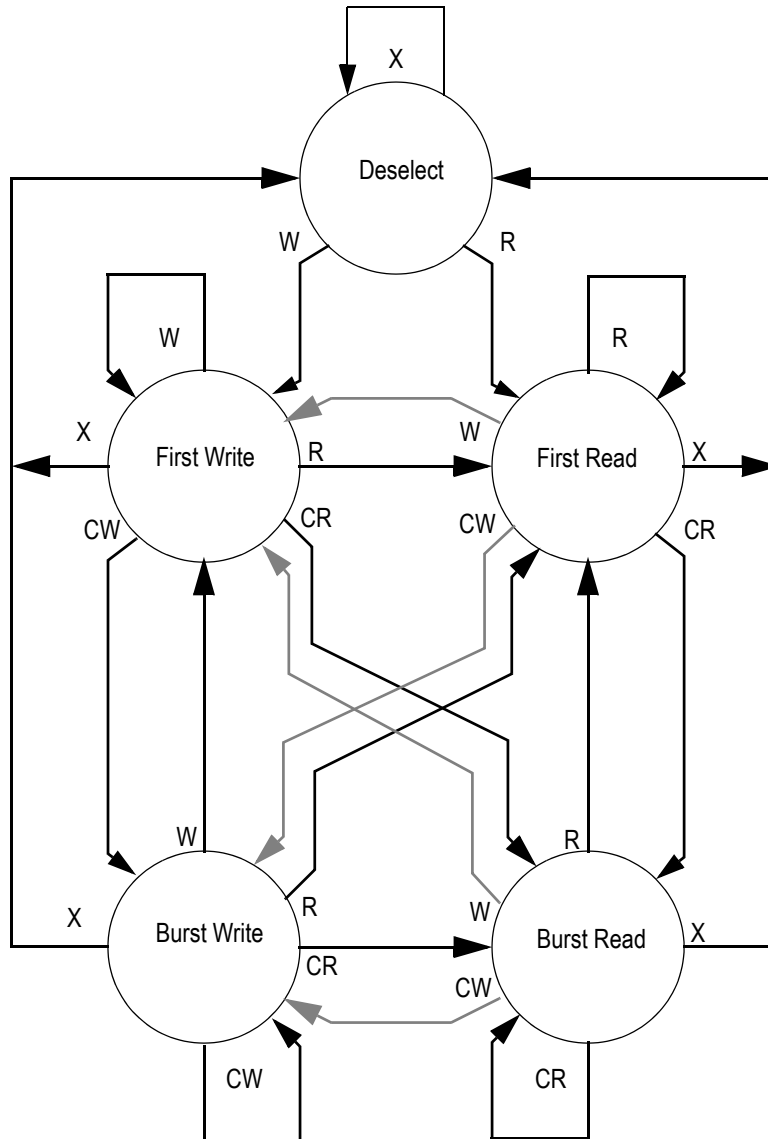 X
Deselect
W
R
W
R
X
W
First Write
R
First Read
X
CW
CR
CW
CR
W
R
X
R
W
X
Burst Write
Burst Read
CR
CW
CW
CR